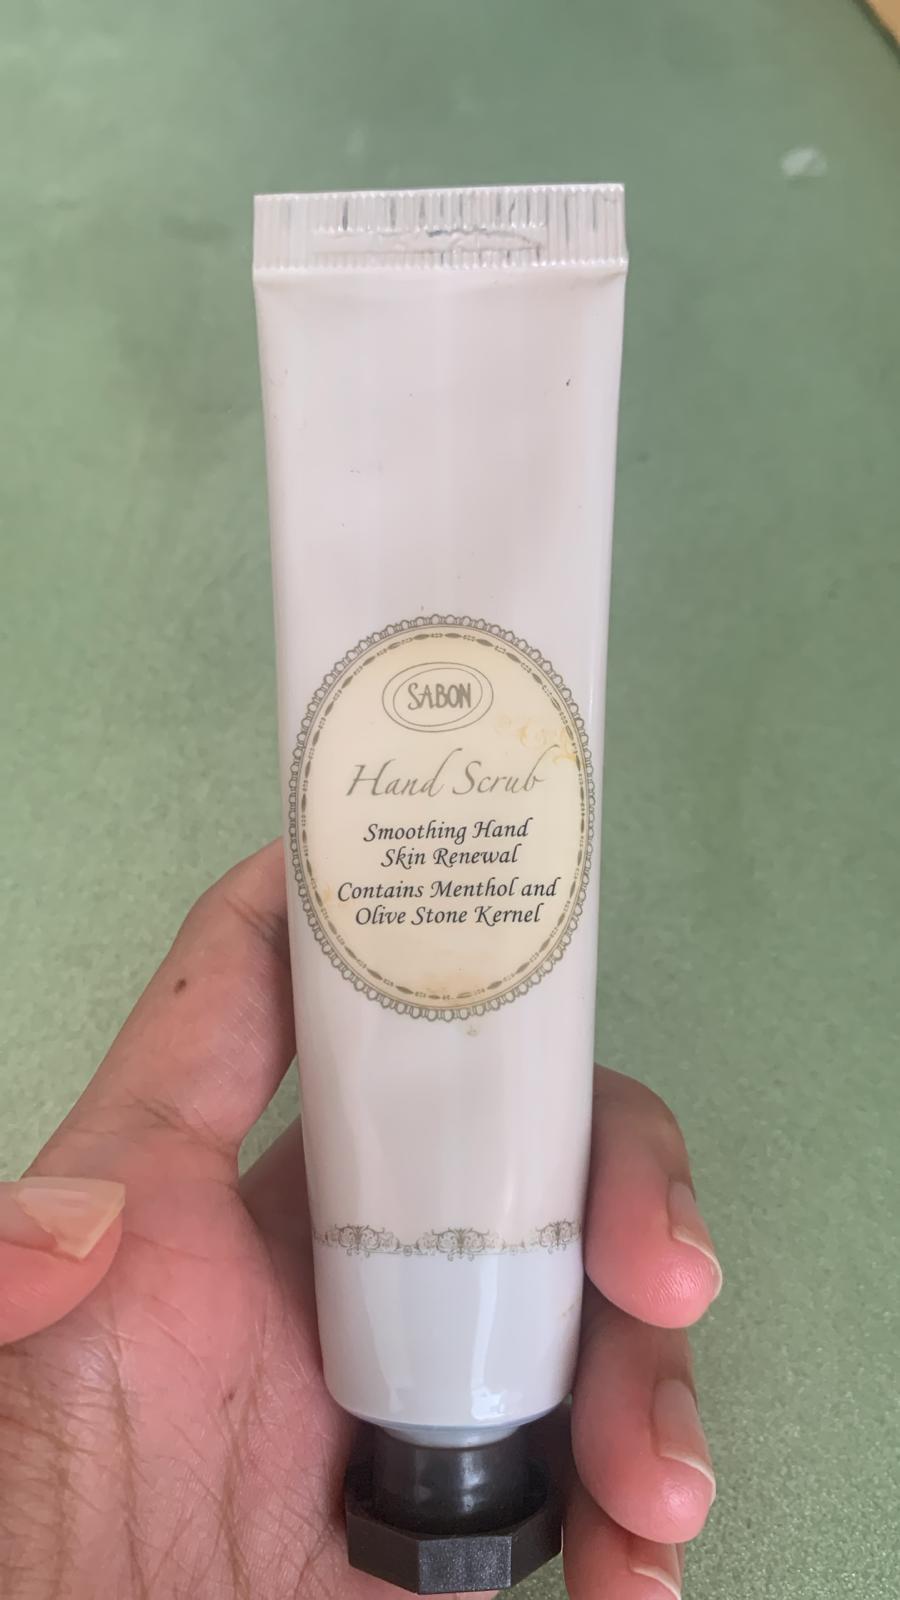 SABON
Hand Scrub
Smoothing Hand
Skin Renewal
Contains Menthol and
Olive Stone Kernel